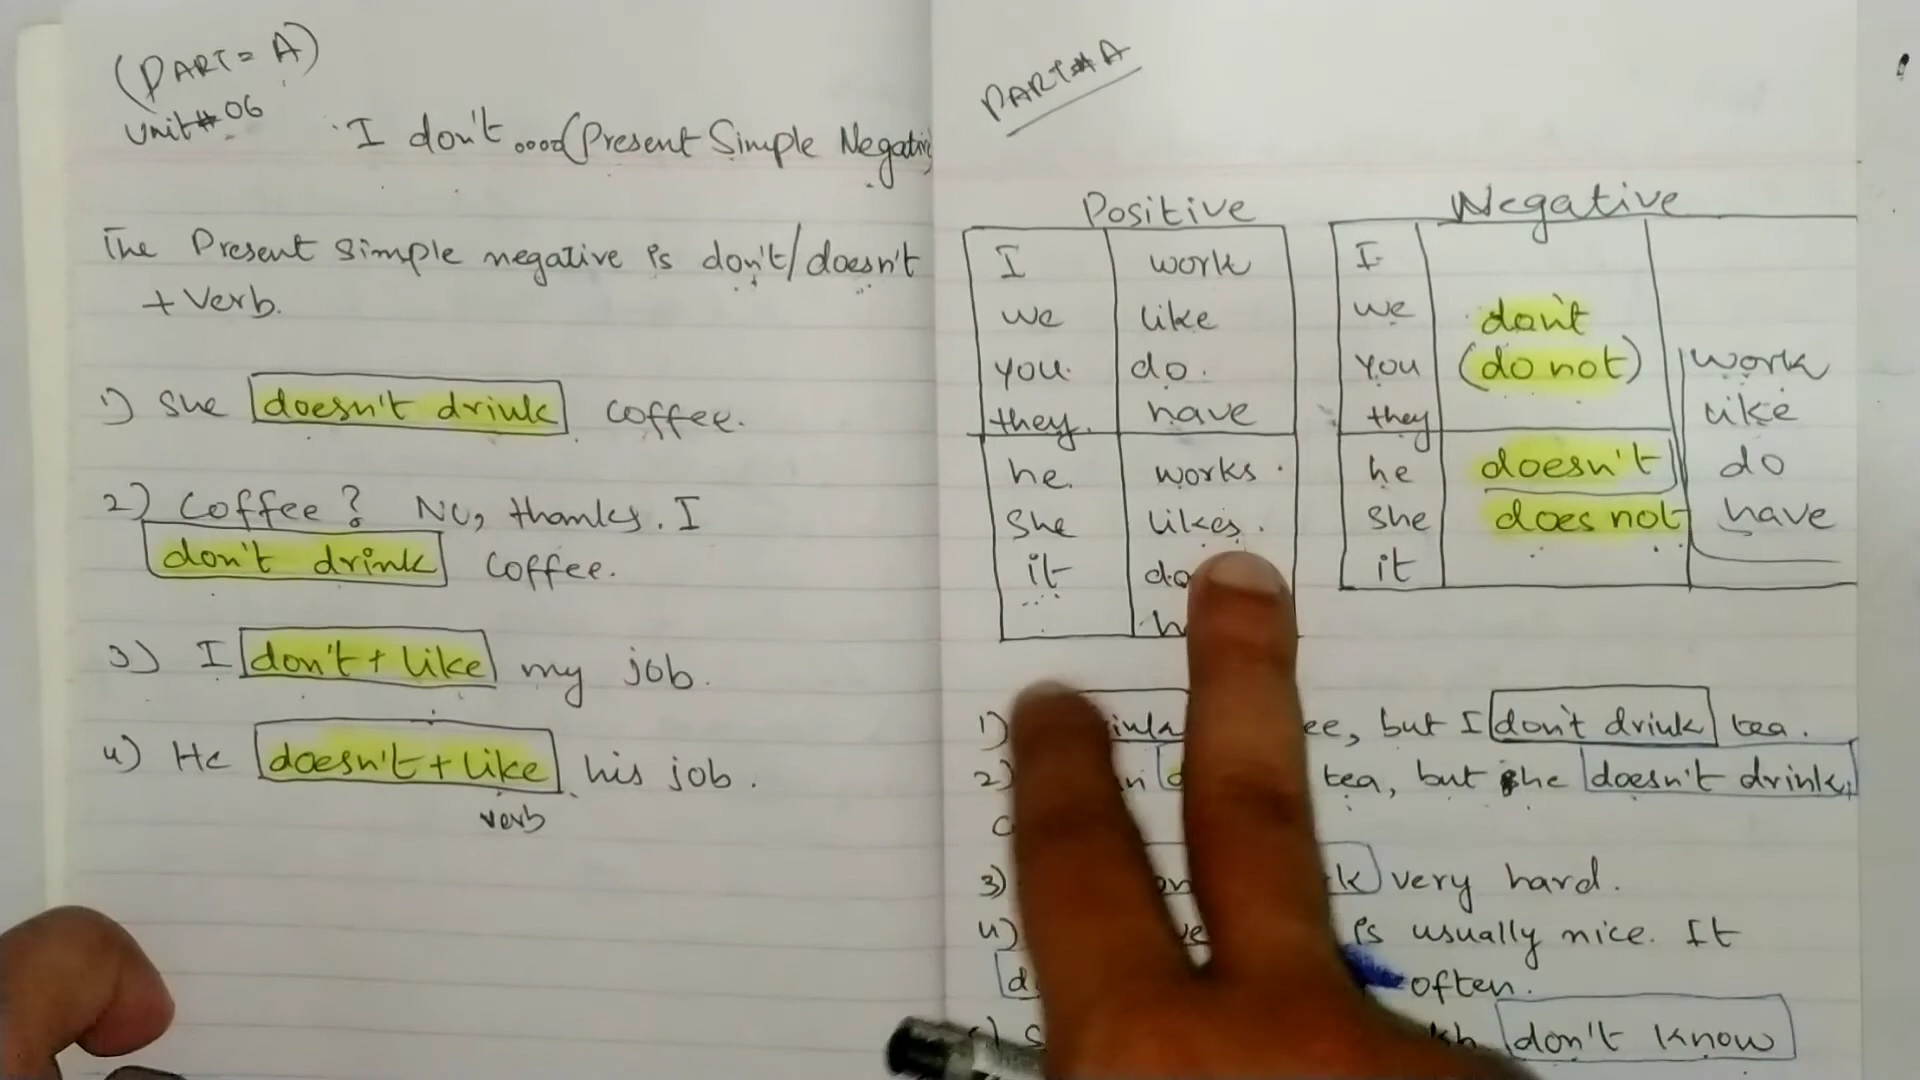 (PART = A)
Unit # 06
I don't ....(Present Simple Negative
The Present Simple negative is don't/doesn't
+ Verb.
1) She doesn't drink coffee.
2) Coffee? No, thanks. I
don't drink coffee.
3) I don't + like my job.
4) He doesn't + like his job.
verb
PART # A
Positive
I work
we like
you do.
they. have
he. works
she likes.
it
Negative
I
we don't
you (do not) work
they like
he doesn't do
she does not have
it
1) but I don't drink tea.
2) tea, but she doesn't drink
3) very hard.
4) is usually nice. It
often.
don't know